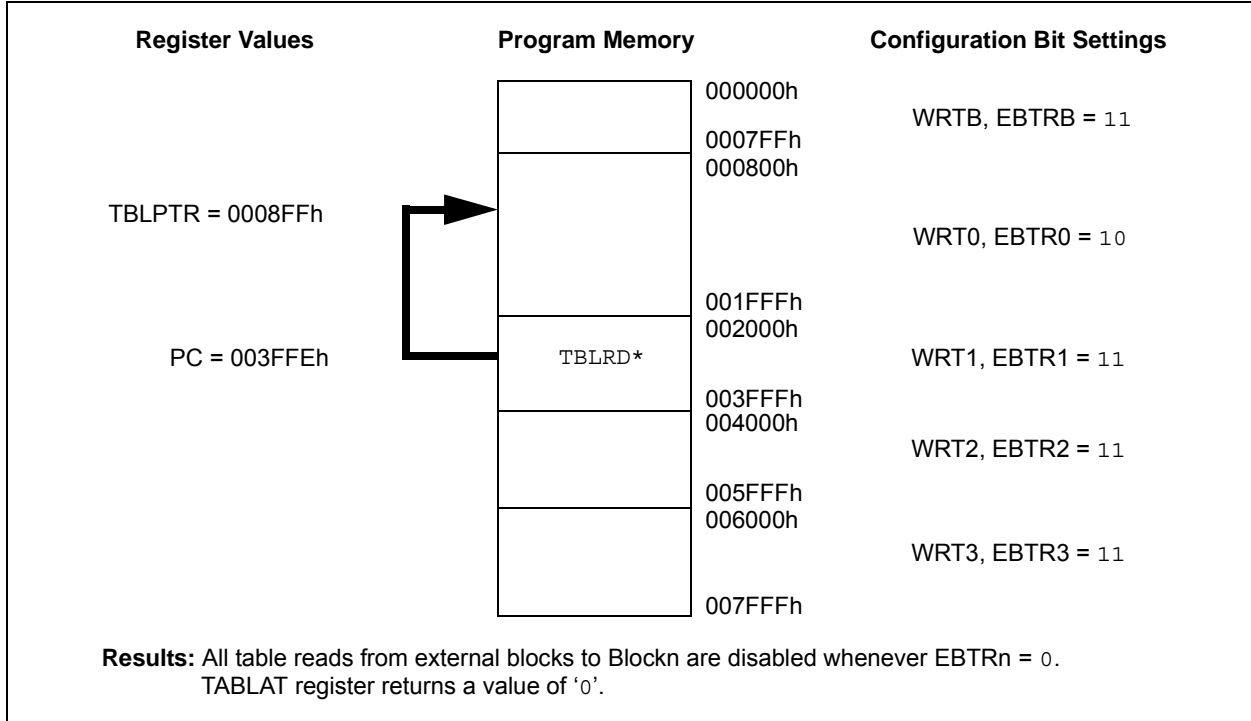 Register Values    Program Memory    Configuration Bit Settings
000000h
WRTB, EBTRB = 11
0007FFh
000800h
TBLPTR = 0008FFh
WRT0, EBTR0 = 10
001FFFh
002000h
PC = 003FFEh    TBLRD*    WRT1, EBTR1 = 11
003FFFh
004000h
WRT2, EBTR2 = 11
005FFFh
006000h
WRT3, EBTR3 = 11
007FFFh
Results: All table reads from external blocks to Blockn are disabled whenever EBTRn = 0.
TABLAT register returns a value of ‘0’.